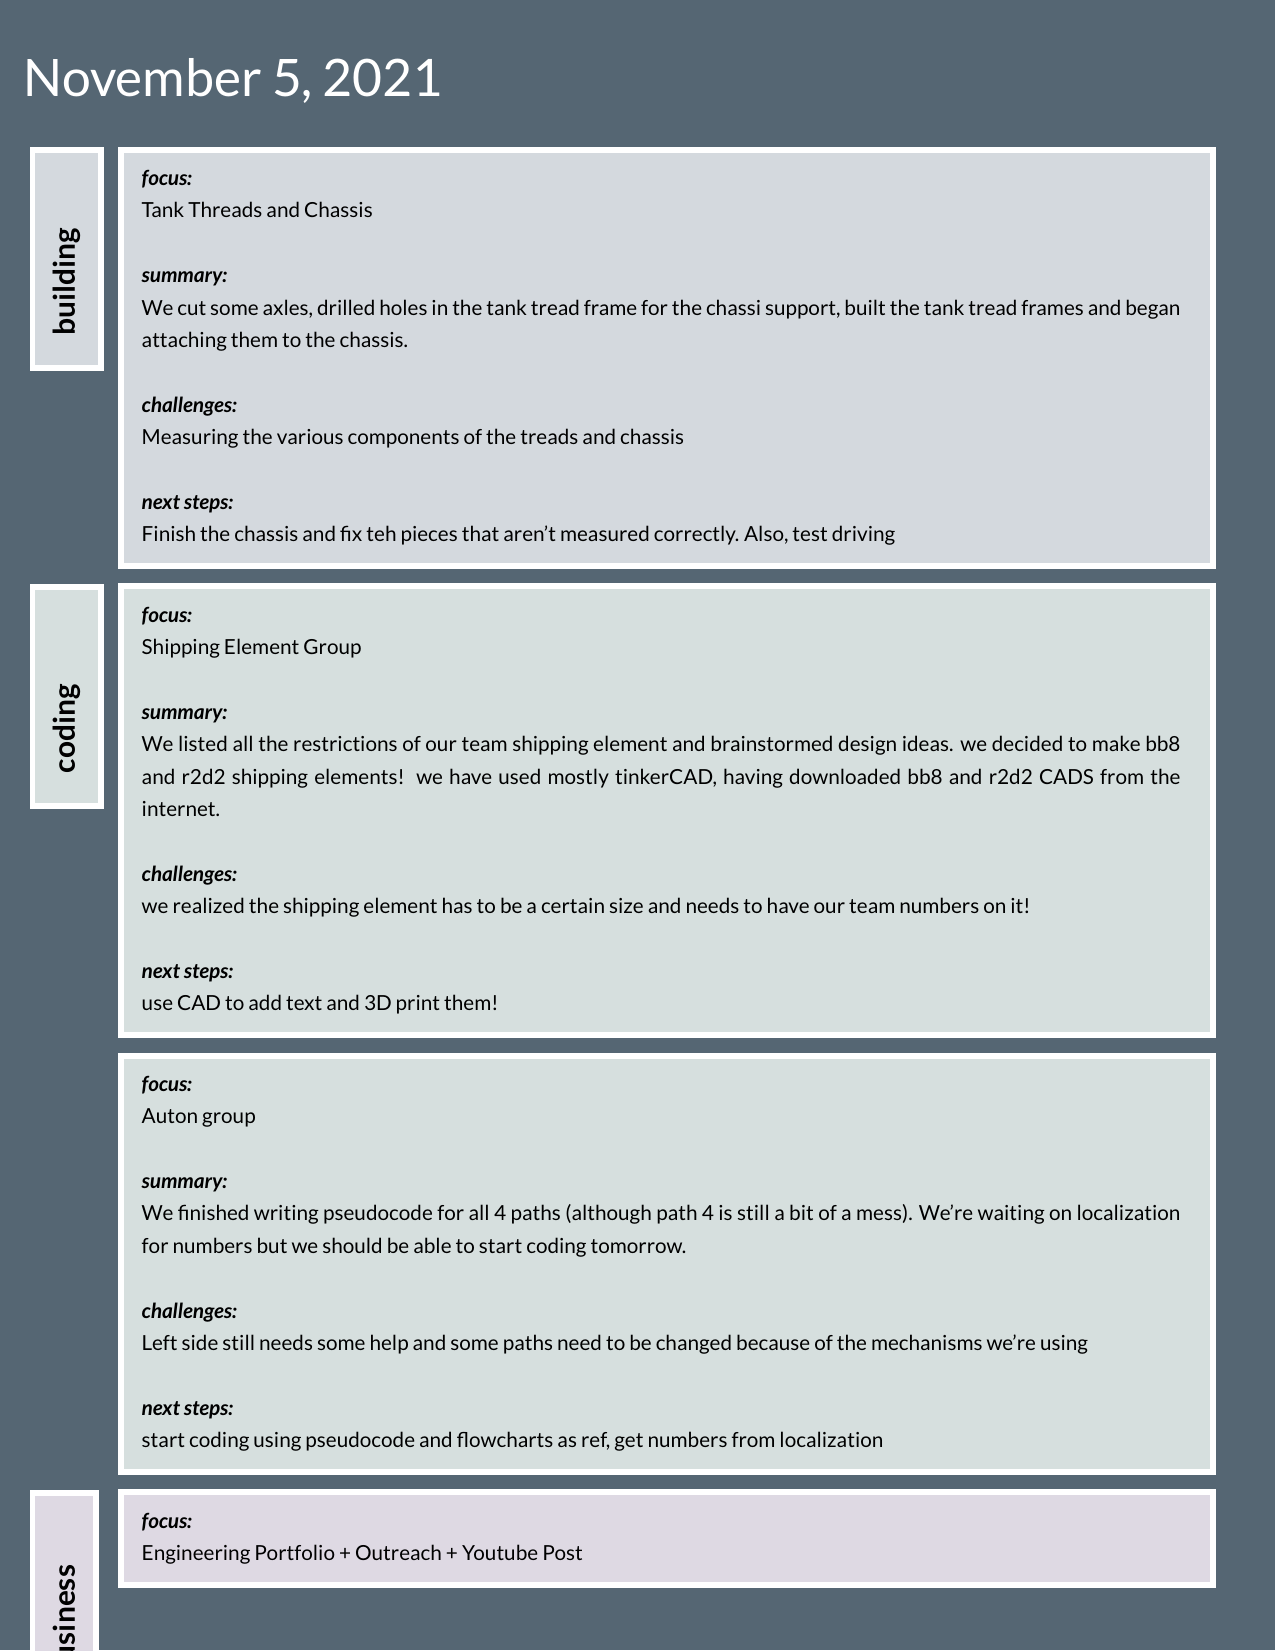 November 5, 2021
building
focus:
Tank Threads and Chassis
summary:
We cut some axles, drilled holes in the tank tread frame for the chassi support, built the tank tread frames and began
attaching them to the chassis.
challenges:
Measuring the various components of the treads and chassis
next steps:
Finish the chassis and fix teh pieces that aren’t measured correctly. Also, test driving
coding
focus:
Shipping Element Group
summary:
We listed all the restrictions of our team shipping element and brainstormed design ideas. we decided to make bb8
and r2d2 shipping elements! we have used mostly tinkerCAD, having downloaded bb8 and r2d2 CADS from the
internet.
challenges:
we realized the shipping element has to be a certain size and needs to have our team numbers on it!
next steps:
use CAD to add text and 3D print them!
focus:
Auton group
summary:
We finished writing pseudocode for all 4 paths (although path 4 is still a bit of a mess). We’re waiting on localization
for numbers but we should be able to start coding tomorrow.
challenges:
Left side still needs some help and some paths need to be changed because of the mechanisms we’re using
next steps:
start coding using pseudocode and flowcharts as ref, get numbers from localization
usiness
focus:
Engineering Portfolio + Outreach + Youtube Post